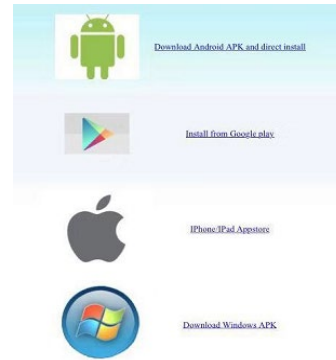 Download Android APK and direct install
Install from Google play
IPhone/IPad Appstore
Download Windows APK